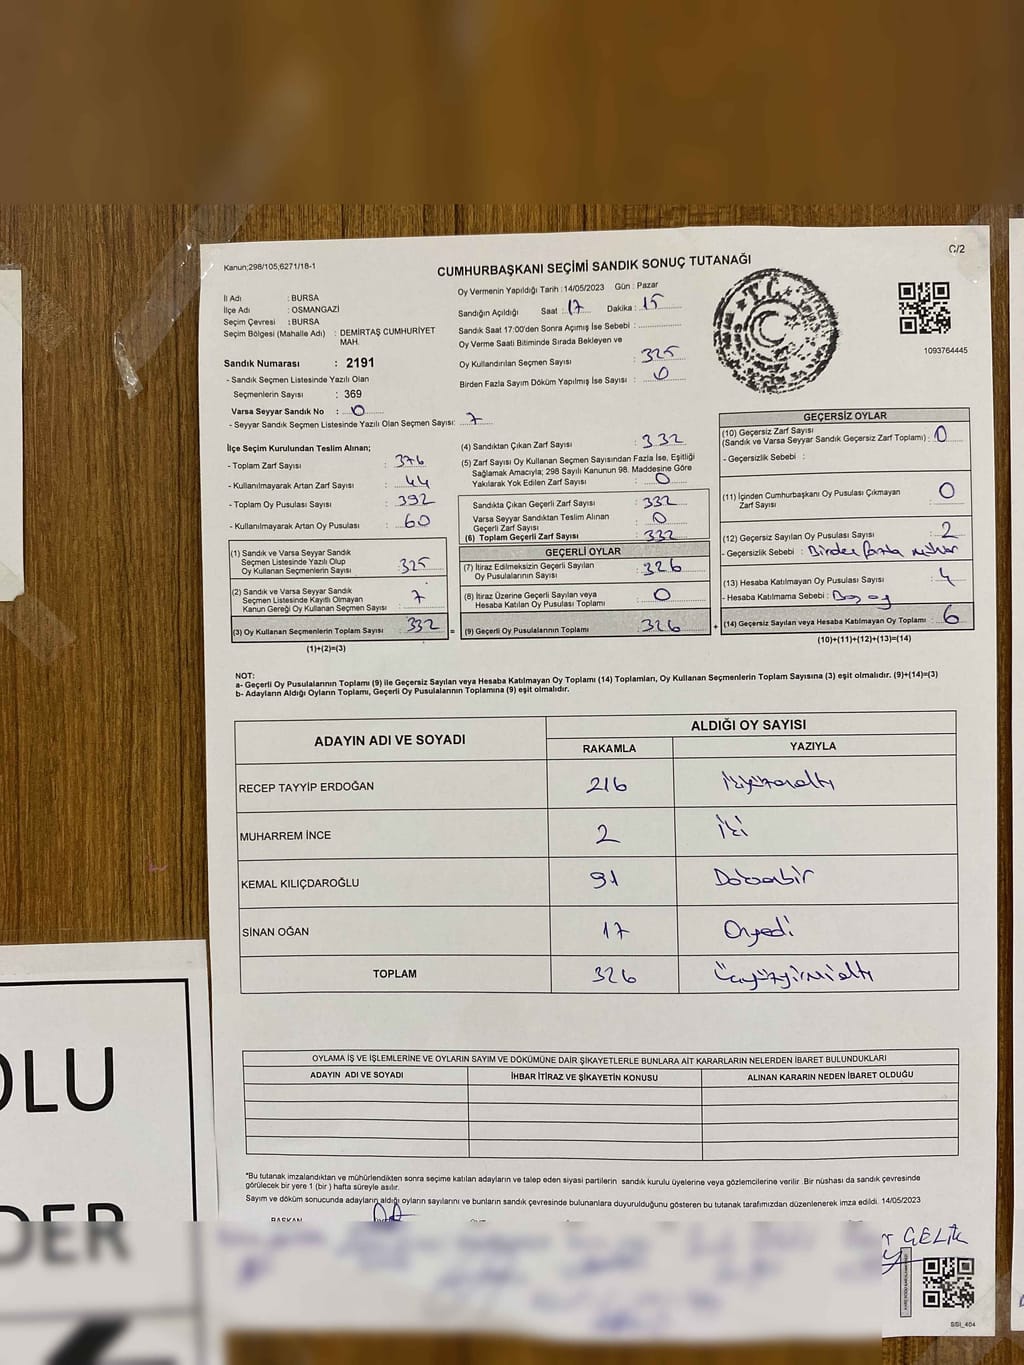 C/2
Kanun;298/105,6271/18-1
CUMHURBAŞKANI SEÇİMİ SANDIK SONUÇ TUTANAĞI
İl Adı : BURSA
İlçe Adı : OSMANGAZİ
Seçim Çevresi : BURSA
Seçim Bölgesi (Mahalle Adı) : DEMİRTAŞ CUMHURİYET
MAH.
Sandık Numarası : 2191
- Sandık Seçmen Listesinde Yazılı Olan
Seçmenlerin Sayısı : 369
Varsa Seyyar Sandık No : 0
- Seyyar Sandık Seçmen Listesinde Yazılı Olan Seçmen Sayısı: 7
Oy Vermenin Yapıldığı Tarih :14/05/2023 Gün : Pazar
Sandığın Açıldığı Saat : 17 Dakika : 15
Sandık Saat 17:00'den Sonra Açılmış İse Sebebi :
Oy Verme Saati Bitiminde Sırada Bekleyen ve
Oy Kullandırılan Seçmen Sayısı : 325
Birden Fazla Sayım Döküm Yapılmış İse Sayısı : 0
T.C.
1093764445
İlçe Seçim Kurulundan Teslim Alınan;
- Toplam Zarf Sayısı : 376
- Kullanılmayarak Artan Zarf Sayısı : 44
- Toplam Oy Pusulası Sayısı : 392
- Kullanılmayarak Artan Oy Pusulası : 60
(1) Sandık ve Varsa Seyyar Sandık
Seçmen Listesinde Yazılı Olup
Oy Kullanan Seçmenlerin Sayısı : 325
(2) Sandık ve Varsa Seyyar Sandık
Seçmen Listesinde Kayıtlı Olmayan
Kanun Gereği Oy Kullanan Seçmen Sayısı : 7
(3) Oy Kullanan Seçmenlerin Toplam Sayısı : 332
(1)+(2)=(3)
(4) Sandıktan Çıkan Zarf Sayısı : 332
(5) Zarf Sayısı Oy Kullanan Seçmen Sayısından Fazla İse, Eşitliği
Sağlamak Amacıyla; 298 Sayılı Kanunun 98. Maddesine Göre
Yakılarak Yok Edilen Zarf Sayısı : 0
Sandıkta Çıkan Geçerli Zarf Sayısı : 332
Varsa Seyyar Sandıktan Teslim Alınan
Geçerli Zarf Sayısı : 0
(6) Toplam Geçerli Zarf Sayısı : 332
GEÇERLİ OYLAR
(7) İtiraz Edilmeksizin Geçerli Sayılan
Oy Pusulalarının Sayısı : 326
(8) İtiraz Üzerine Geçerli Sayılan veya
Hesaba Katılan Oy Pusulası Toplamı : 0
= (9) Geçerli Oy Pusulalarının Toplamı : 326 +
GEÇERSİZ OYLAR
(10) Geçersiz Zarf Sayısı
(Sandık ve Varsa Seyyar Sandık Geçersiz Zarf Toplamı) : 0
- Geçersizlik Sebebi :
(11) İçinden Cumhurbaşkanı Oy Pusulası Çıkmayan
Zarf Sayısı : 0
(12) Geçersiz Sayılan Oy Pusulası Sayısı : 2
- Geçersizlik Sebebi : Birden fazla mühür
(13) Hesaba Katılmayan Oy Pusulası Sayısı : 4
- Hesaba Katılmama Sebebi : Boş oy
(14) Geçersiz Sayılan veya Hesaba Katılmayan Oy Toplamı : 6
(10)+(11)+(12)+(13)=(14)
NOT:
a- Geçerli Oy Pusulalarının Toplamı (9) ile Geçersiz Sayılan veya Hesaba Katılmayan Oy Toplamı (14) Toplamları, Oy Kullanan Seçmenlerin Toplam Sayısına (3) eşit olmalıdır. (9)+(14)=(3)
b- Adayların Aldığı Oyların Toplamı, Geçerli Oy Pusulalarının Toplamına (9) eşit olmalıdır.
ADAYIN ADI VE SOYADI ALDIĞI OY SAYISI
RAKAMLA YAZIYLA
RECEP TAYYİP ERDOĞAN 216 İkiyüzonaltı
MUHARREM İNCE 2 İki
KEMAL KILIÇDAROĞLU 91 Doksanbir
SİNAN OĞAN 17 Onyedi
TOPLAM 326 Üçyüzyirmialtı
OYLAMA İŞ VE İŞLEMLERİNE VE OYLARIN SAYIM VE DÖKÜMÜNE DAİR ŞİKAYETLERLE BUNLARA AİT KARARLARIN NELERDEN İBARET BULUNDUKLARI
ADAYIN ADI VE SOYADI İHBAR İTİRAZ VE ŞİKAYETİN KONUSU ALINAN KARARIN NEDEN İBARET OLDUĞU
*Bu tutanak imzalandıktan ve mühürlendikten sonra seçime katılan adayların ve talep eden siyasi partilerin sandık kurulu üyelerine veya gözlemcilerine verilir .Bir nüshası da sandık çevresinde
görülecek bir yere 1 (bir ) hafta süreyle asılır.
Sayım ve döküm sonucunda adayların aldığı oyların sayılarını ve bunların sandık çevresinde bulunanlara duyurulduğunu gösteren bu tutanak tarafımızdan düzenlenerek imza edildi. 14/05/2023
BAŞKAN
ÇELİK
SSI_404
OLU
DER